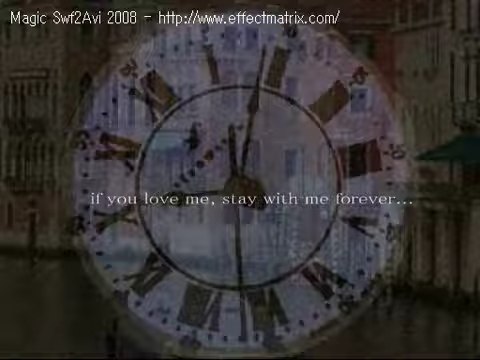 Magic Swf2Avi 2008 - http://www.effectmatrix.com/
if you love me, stay with me forever...